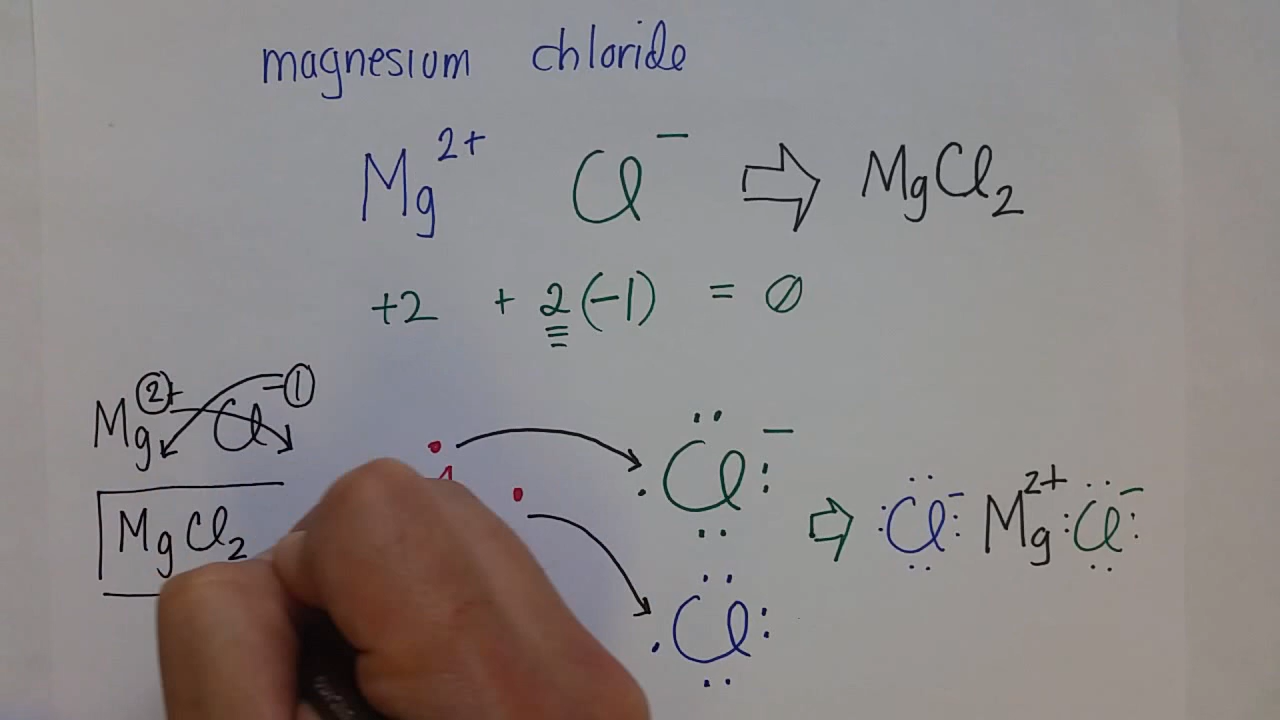 magnesium chloride
Mg²⁺ Cl⁻ ⇨ MgCl₂
+2 + 2(-1) = 0
Mg²⁺ Cl⁻¹
MgCl₂
Cl⁻
Cl
⇨ Cl⁻ Mg²⁺ Cl⁻